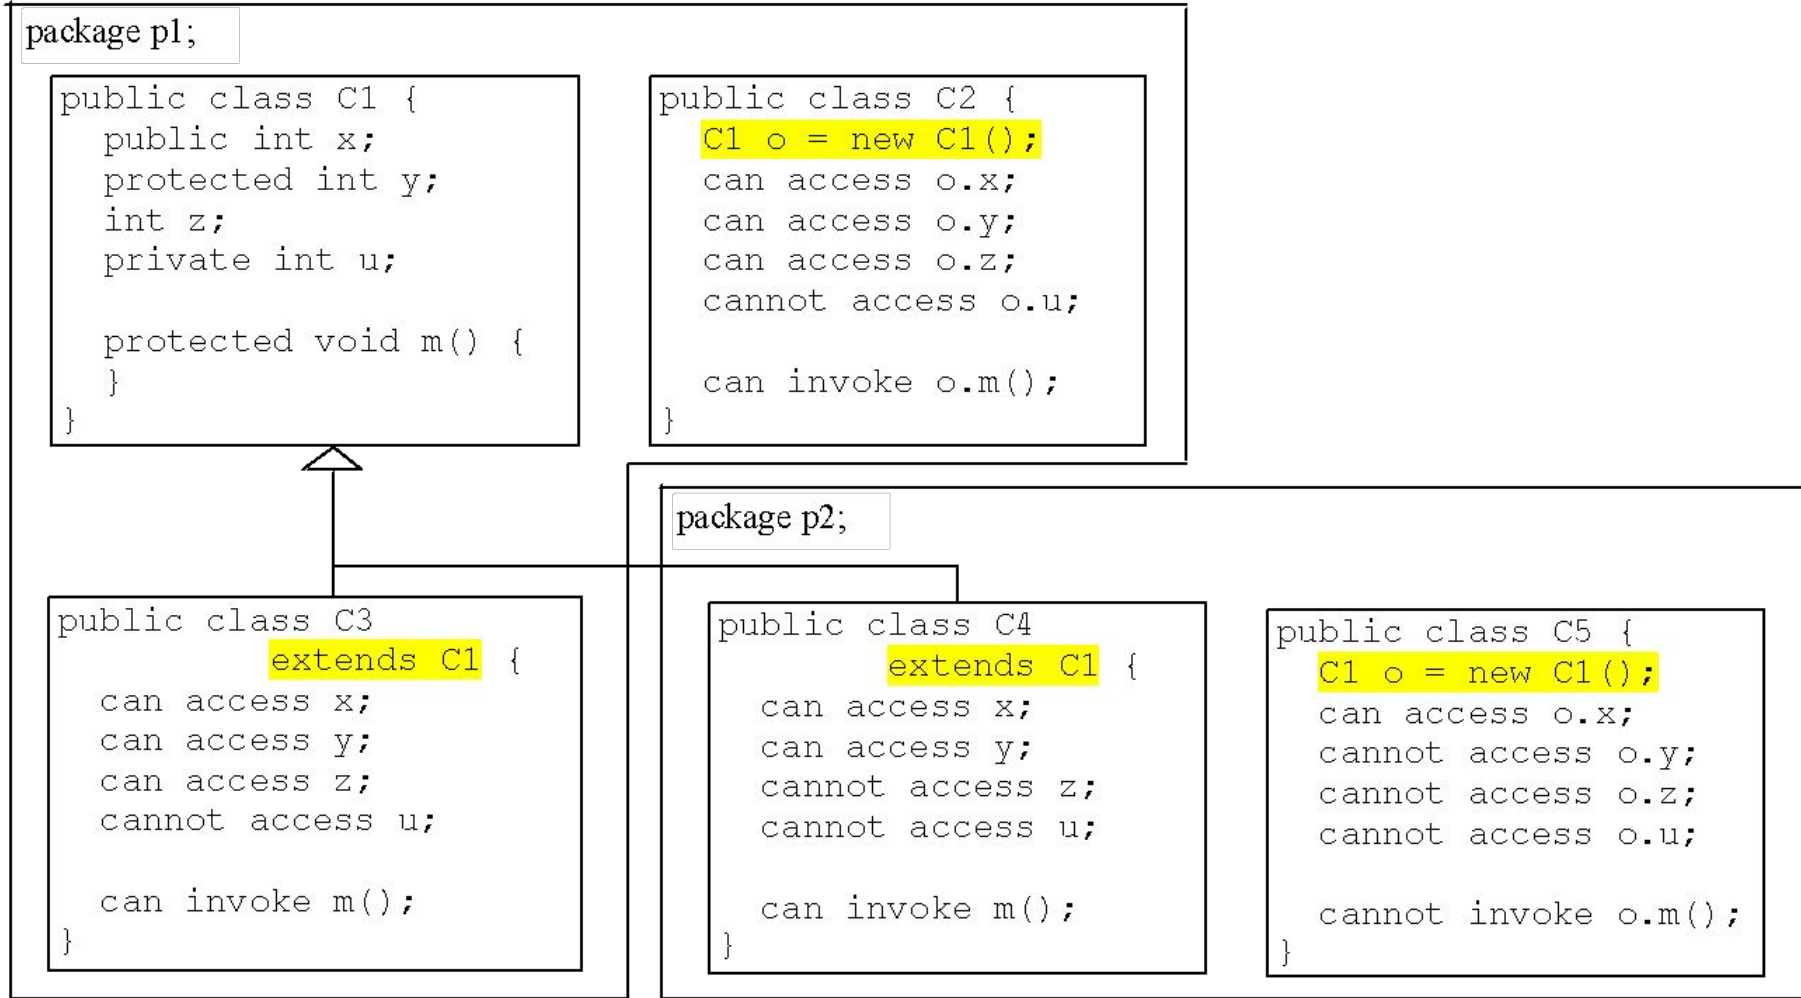 package p1;
public class C1 {
public int x;
protected int y;
int z;
private int u;
protected void m() {
}
}
public class C2 {
C1 o = new C1();
can access o.x;
can access o.y;
can access o.z;
cannot access o.u;
can invoke o.m();
}
public class C3
extends C1 {
can access x;
can access y;
can access z;
cannot access u;
can invoke m();
}
package p2;
public class C4
extends C1 {
can access x;
can access y;
cannot access z;
cannot access u;
can invoke m();
}
public class C5 {
C1 o = new C1();
can access o.x;
cannot access o.y;
cannot access o.z;
cannot access o.u;
cannot invoke o.m();
}